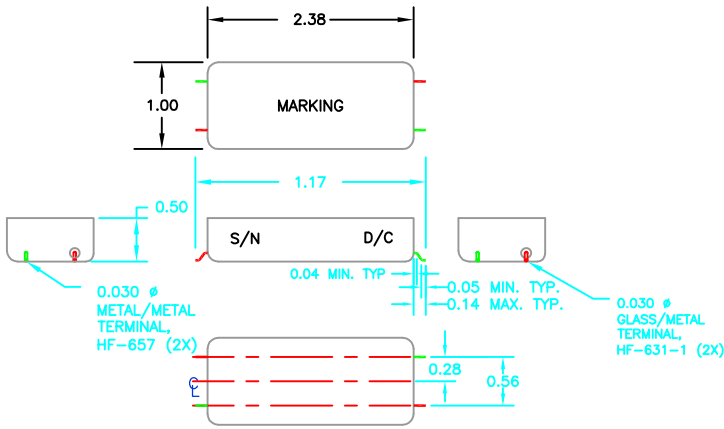 2.38
1.00
MARKING
1.17
0.50
S/N
D/C
0.04 MIN. TYP
0.05 MIN. TYP.
0.14 MAX. TYP.
0.030 ø
METAL/METAL
TERMINAL,
HF-657 (2X)
0.030 ø
GLASS/METAL
TERMINAL,
HF-631-1 (2X)
0.28
0.56
CL